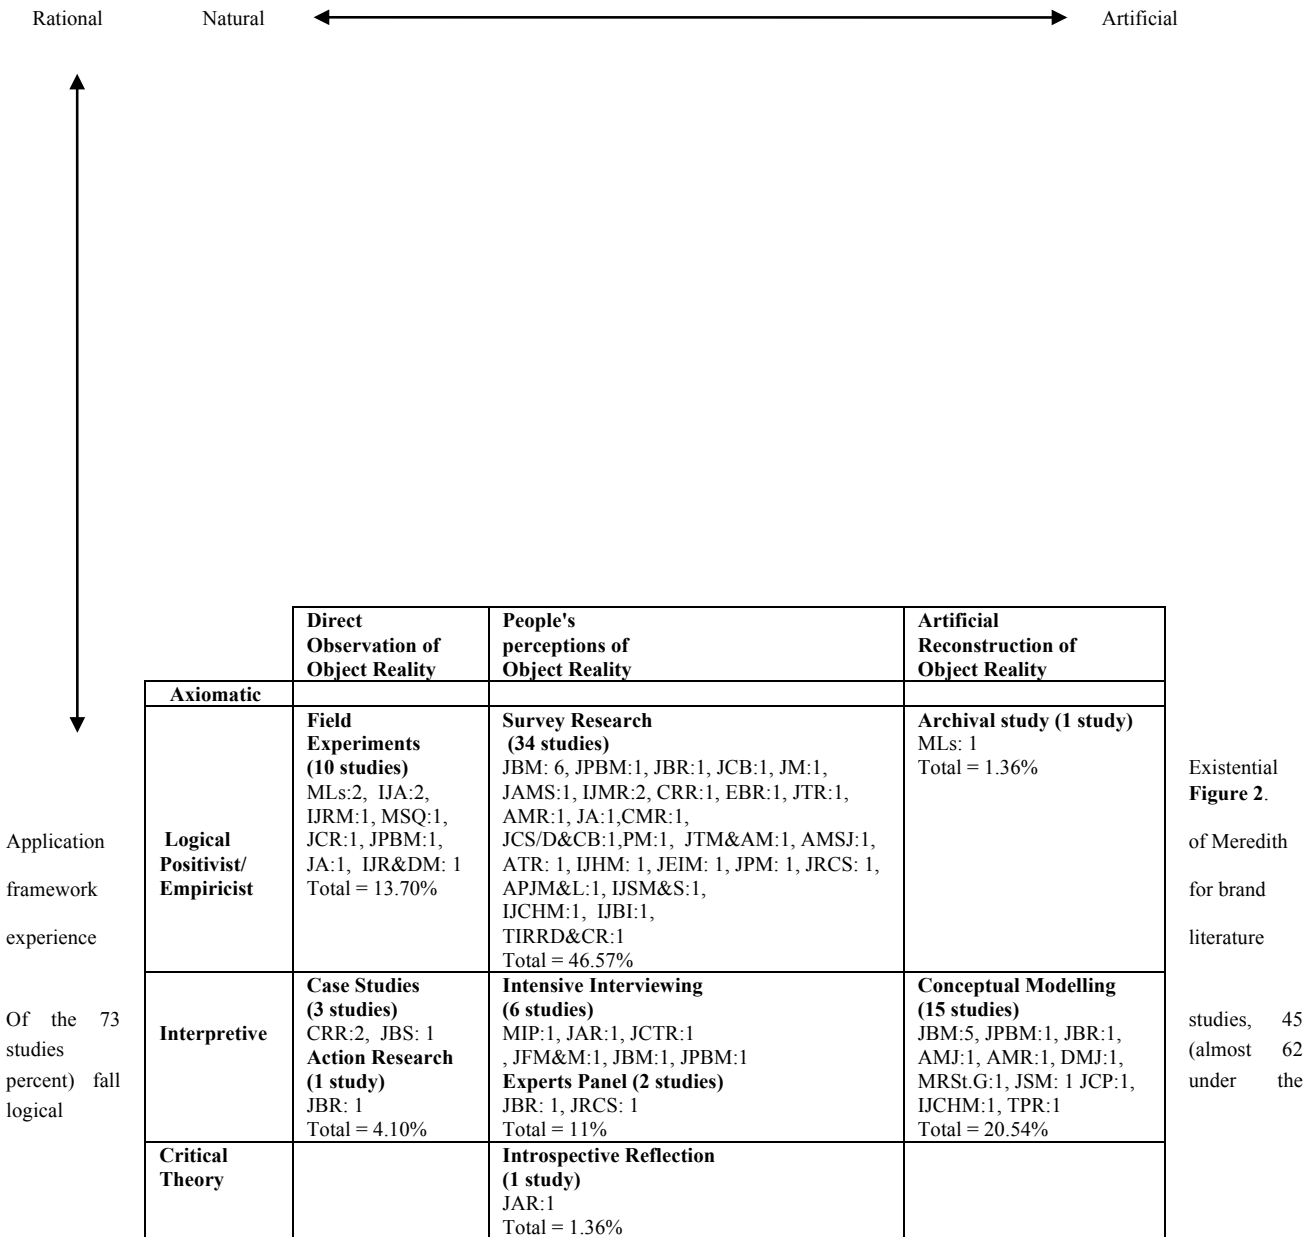 Rational Natural Artificial
Direct
Observation of
Object Reality
People's
perceptions of
Object Reality
Artificial
Reconstruction of
Object Reality
Axiomatic
Logical
Positivist/
Empiricist
Field
Experiments
(10 studies)
MLs:2, IJA:2,
IJRM:1, MSQ:1,
JCR:1, JPBM:1,
JA:1, IJR&DM: 1
Total = 13.70%
Survey Research
(34 studies)
JBM: 6, JPBM:1, JBR:1, JCB:1, JM:1,
JAMS:1, IJMR:2, CRR:1, EBR:1, JTR:1,
AMR:1, JA:1,CMR:1,
JCS/D&CB:1,PM:1, JTM&AM:1, AMSJ:1,
ATR: 1, IJHM: 1, JEIM: 1, JPM: 1, JRCS: 1,
APJM&L:1, IJSM&S:1,
IJCHM:1, IJBI:1,
TIRRD&CR:1
Total = 46.57%
Archival study (1 study)
MLs: 1
Total = 1.36%
Interpretive
Case Studies
(3 studies)
CRR:2, JBS: 1
Action Research
(1 study)
JBR: 1
Total = 4.10%
Intensive Interviewing
(6 studies)
MIP:1, JAR:1, JCTR:1
, JFM&M:1, JBM:1, JPBM:1
Experts Panel (2 studies)
JBR: 1, JRCS: 1
Total = 11%
Conceptual Modelling
(15 studies)
JBM:5, JPBM:1, JBR:1,
AMJ:1, AMR:1, DMJ:1,
MRSt.G:1, JSM: 1 JCP:1,
IJCHM:1, TPR:1
Total = 20.54%
Critical
Theory
Introspective Reflection
(1 study)
JAR:1
Total = 1.36%
Existential
Figure 2.
Application of Meredith
framework for brand
experience literature
Of the 73 studies, 45
studies (almost 62
percent) fall under the
logical